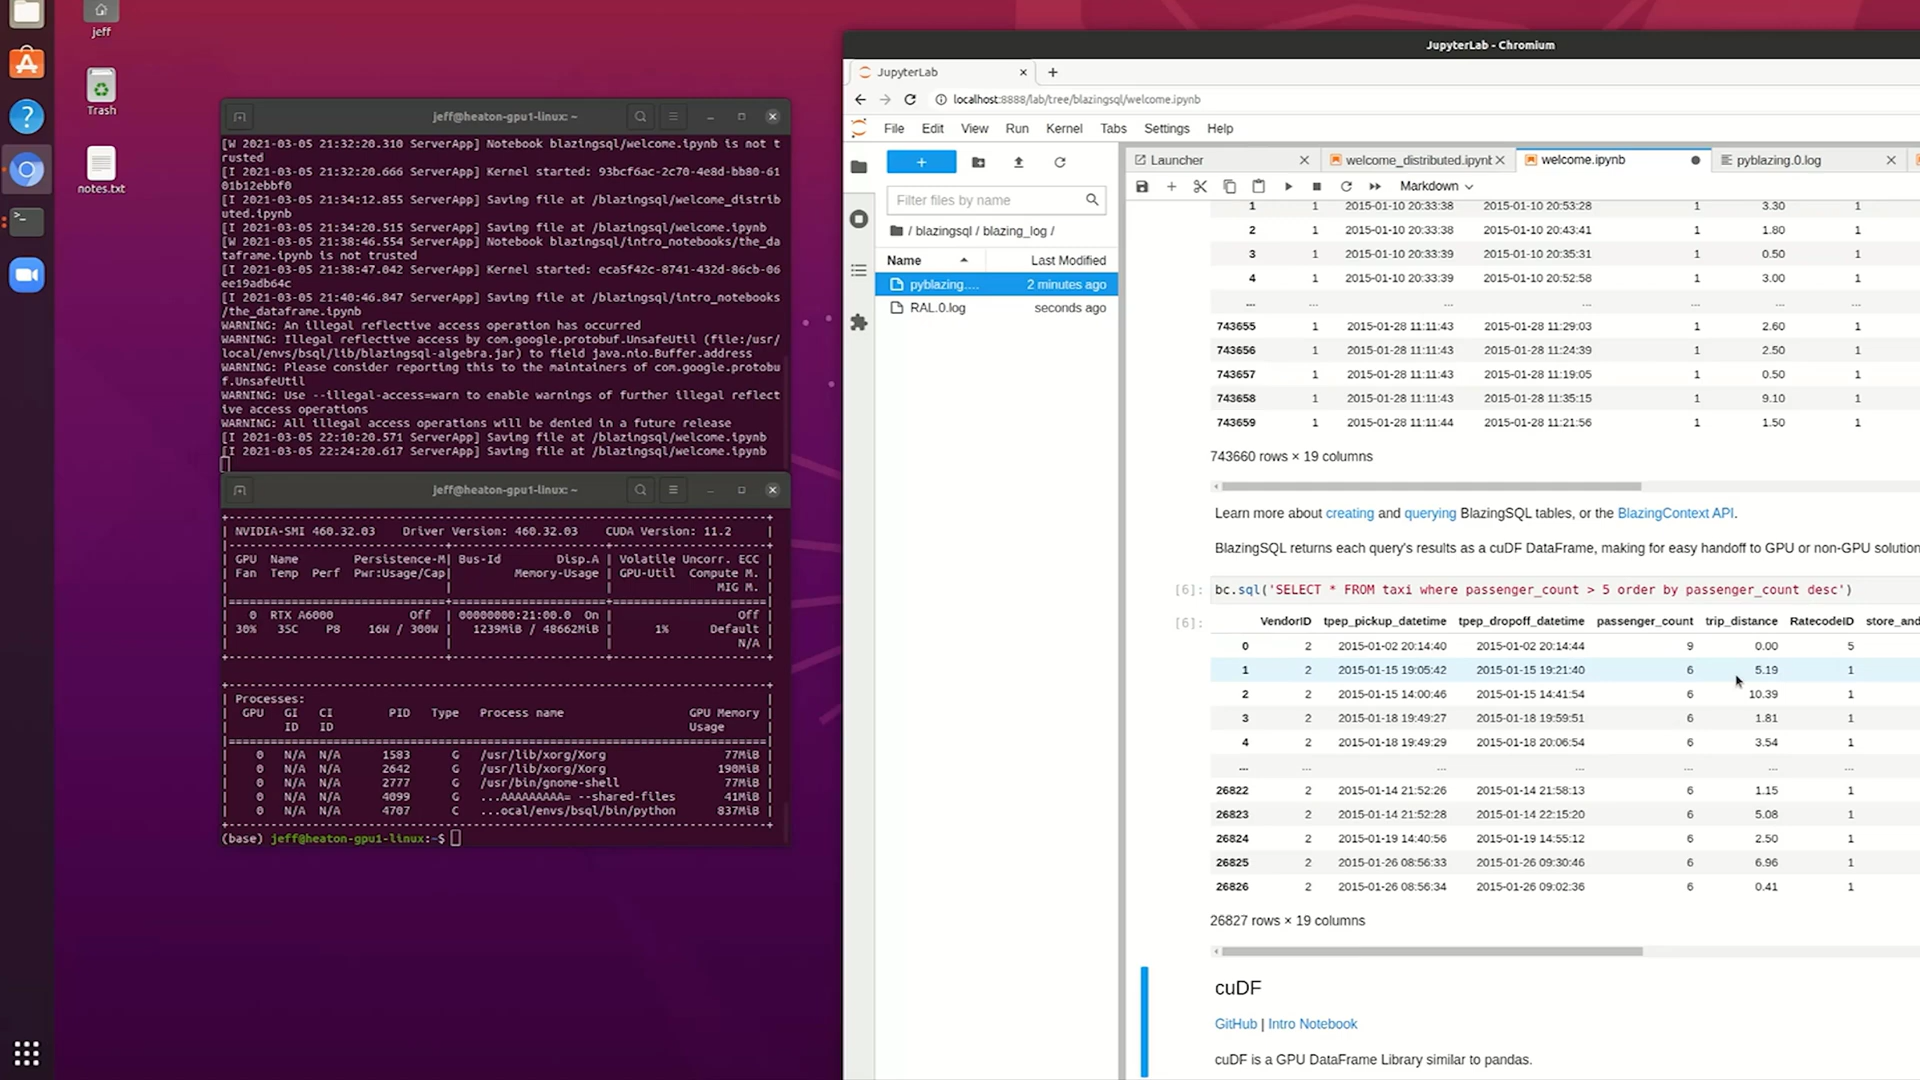 jeff
Trash
notes.txt
jeff@heaton-gpu1-linux: ~
[W 2021-03-05 21:32:20.310 ServerApp] Notebook blazingsql/welcome.ipynb is not t
rusted
[I 2021-03-05 21:32:20.666 ServerApp] Kernel started: 93bcf6ac-2c70-4e8d-bb80-61
01b12ebbf0
[I 2021-03-05 21:34:12.855 ServerApp] Saving file at /blazingsql/welcome_distrib
uted.ipynb
[I 2021-03-05 21:34:20.515 ServerApp] Saving file at /blazingsql/welcome.ipynb
[W 2021-03-05 21:38:46.554 ServerApp] Notebook blazingsql/intro_notebooks/the_da
taframe.ipynb is not trusted
[I 2021-03-05 21:38:47.042 ServerApp] Kernel started: eca5f42c-8741-432d-86cb-06
ee19adb64c
[I 2021-03-05 21:40:46.847 ServerApp] Saving file at /blazingsql/intro_notebooks
/the_dataframe.ipynb
WARNING: An illegal reflective access operation has occurred
WARNING: Illegal reflective access by com.google.protobuf.UnsafeUtil (file:/usr/
local/envs/bsql/lib/blazingsql-algebra.jar) to field java.nio.Buffer.address
WARNING: Please consider reporting this to the maintainers of com.google.protobu
f.UnsafeUtil
WARNING: Use --illegal-access=warn to enable warnings of further illegal reflect
ive access operations
WARNING: All illegal access operations will be denied in a future release
[I 2021-03-05 22:10:20.571 ServerApp] Saving file at /blazingsql/welcome.ipynb
[I 2021-03-05 22:24:20.617 ServerApp] Saving file at /blazingsql/welcome.ipynb
jeff@heaton-gpu1-linux: ~
NVIDIA-SMI 460.32.03 Driver Version: 460.32.03 CUDA Version: 11.2
GPU Name Persistence-M| Bus-Id Disp.A | Volatile Uncorr. ECC
Fan Temp Perf Pwr:Usage/Cap| Memory-Usage | GPU-Util Compute M.
MIG M.
0 RTX A6000 Off | 00000000:21:00.0 On | Off
30% 35C P8 16W / 300W | 1239MiB / 48662MiB | 1% Default
N/A
Processes:
GPU GI CI PID Type Process name GPU Memory
ID ID Usage
0 N/A N/A 1583 G /usr/lib/xorg/Xorg 77MiB
0 N/A N/A 2642 G /usr/lib/xorg/Xorg 190MiB
0 N/A N/A 2777 G /usr/bin/gnome-shell 77MiB
0 N/A N/A 4099 G ...AAAAAAAAA= --shared-files 41MiB
0 N/A N/A 4707 C ...ocal/envs/bsql/bin/python 837MiB
(base) jeff@heaton-gpu1-linux:~$
JupyterLab - Chromium
JupyterLab
localhost:8888/lab/tree/blazingsql/welcome.ipynb
File Edit View Run Kernel Tabs Settings Help
Filter files by name
/ blazingsql / blazing_log /
Name Last Modified
pyblazing.... 2 minutes ago
RAL.0.log seconds ago
Launcher welcome_distributed.ipynt welcome.ipynb pyblazing.0.log
Markdown
1 1 2015-01-10 20:33:38 2015-01-10 20:53:28 1 3.30 1
2 1 2015-01-10 20:33:38 2015-01-10 20:43:41 1 1.80 1
3 1 2015-01-10 20:33:39 2015-01-10 20:35:31 1 0.50 1
4 1 2015-01-10 20:33:39 2015-01-10 20:52:58 1 3.00 1
... ... ... ... ... ... ...
743655 1 2015-01-28 11:11:43 2015-01-28 11:29:03 1 2.60 1
743656 1 2015-01-28 11:11:43 2015-01-28 11:24:39 1 2.50 1
743657 1 2015-01-28 11:11:43 2015-01-28 11:19:05 1 0.50 1
743658 1 2015-01-28 11:11:43 2015-01-28 11:35:15 1 9.10 1
743659 1 2015-01-28 11:11:44 2015-01-28 11:21:56 1 1.50 1
743660 rows × 19 columns
Learn more about creating and querying BlazingSQL tables, or the BlazingContext API.
BlazingSQL returns each query's results as a cuDF DataFrame, making for easy handoff to GPU or non-GPU solution
[6]: bc.sql('SELECT * FROM taxi where passenger_count > 5 order by passenger_count desc')
[6]: VendorID tpep_pickup_datetime tpep_dropoff_datetime passenger_count trip_distance RatecodeID store_and
0 2 2015-01-02 20:14:40 2015-01-02 20:14:44 9 0.00 5
1 2 2015-01-15 19:05:42 2015-01-15 19:21:40 6 5.19 1
2 2 2015-01-15 14:00:46 2015-01-15 14:41:54 6 10.39 1
3 2 2015-01-18 19:49:27 2015-01-18 19:59:51 6 1.81 1
4 2 2015-01-18 19:49:29 2015-01-18 20:06:54 6 3.54 1
... ... ... ... ... ... ...
26822 2 2015-01-14 21:52:26 2015-01-14 21:58:13 6 1.15 1
26823 2 2015-01-14 21:52:28 2015-01-14 22:15:20 6 5.08 1
26824 2 2015-01-19 14:40:56 2015-01-19 14:55:12 6 2.50 1
26825 2 2015-01-26 08:56:33 2015-01-26 09:30:46 6 6.96 1
26826 2 2015-01-26 08:56:34 2015-01-26 09:02:36 6 0.41 1
26827 rows × 19 columns
cuDF
GitHub | Intro Notebook
cuDF is a GPU DataFrame Library similar to pandas.